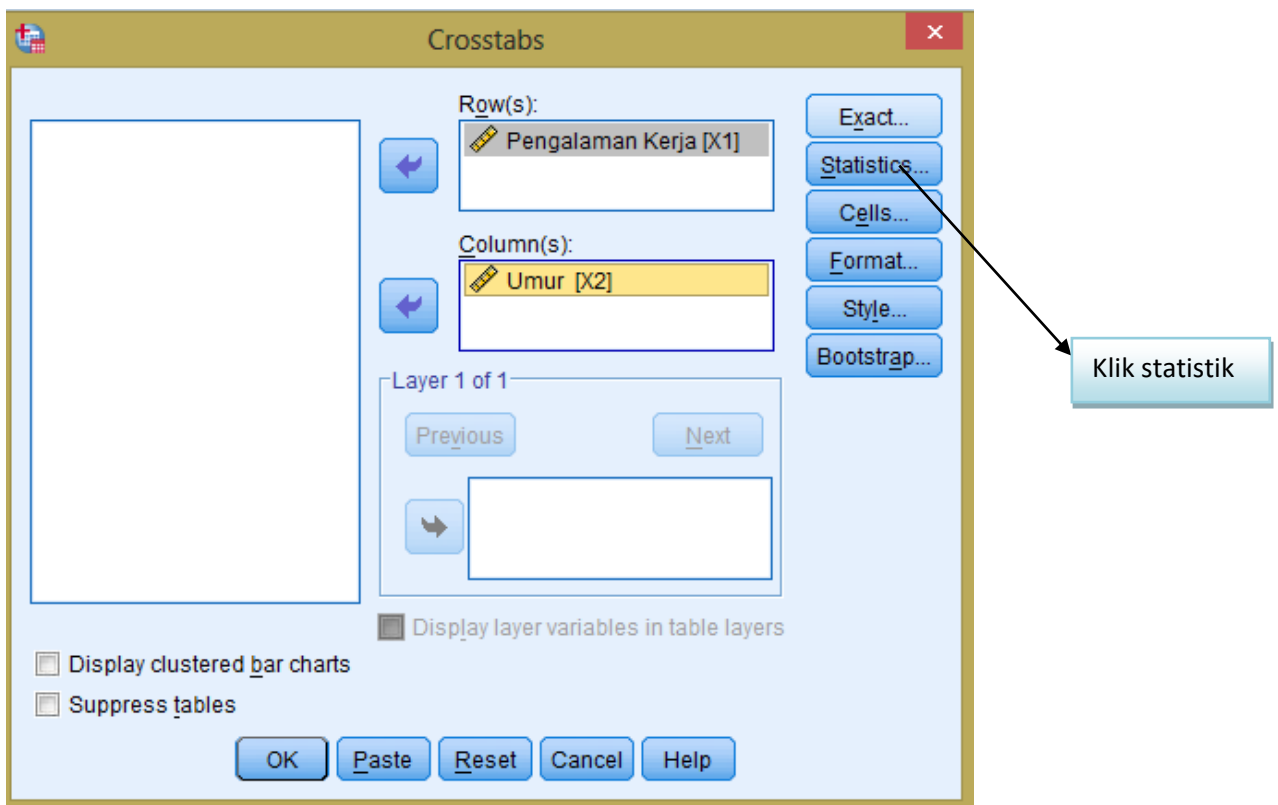 Crosstabs
Row(s):
Pengalaman Kerja [X1]
Column(s):
Umur [X2]
Layer 1 of 1
Previous
Next
Display layer variables in table layers
Display clustered bar charts
Suppress tables
OK
Paste
Reset
Cancel
Help
Exact...
Statistics...
Cells...
Format...
Style...
Bootstrap...
Klik statistik